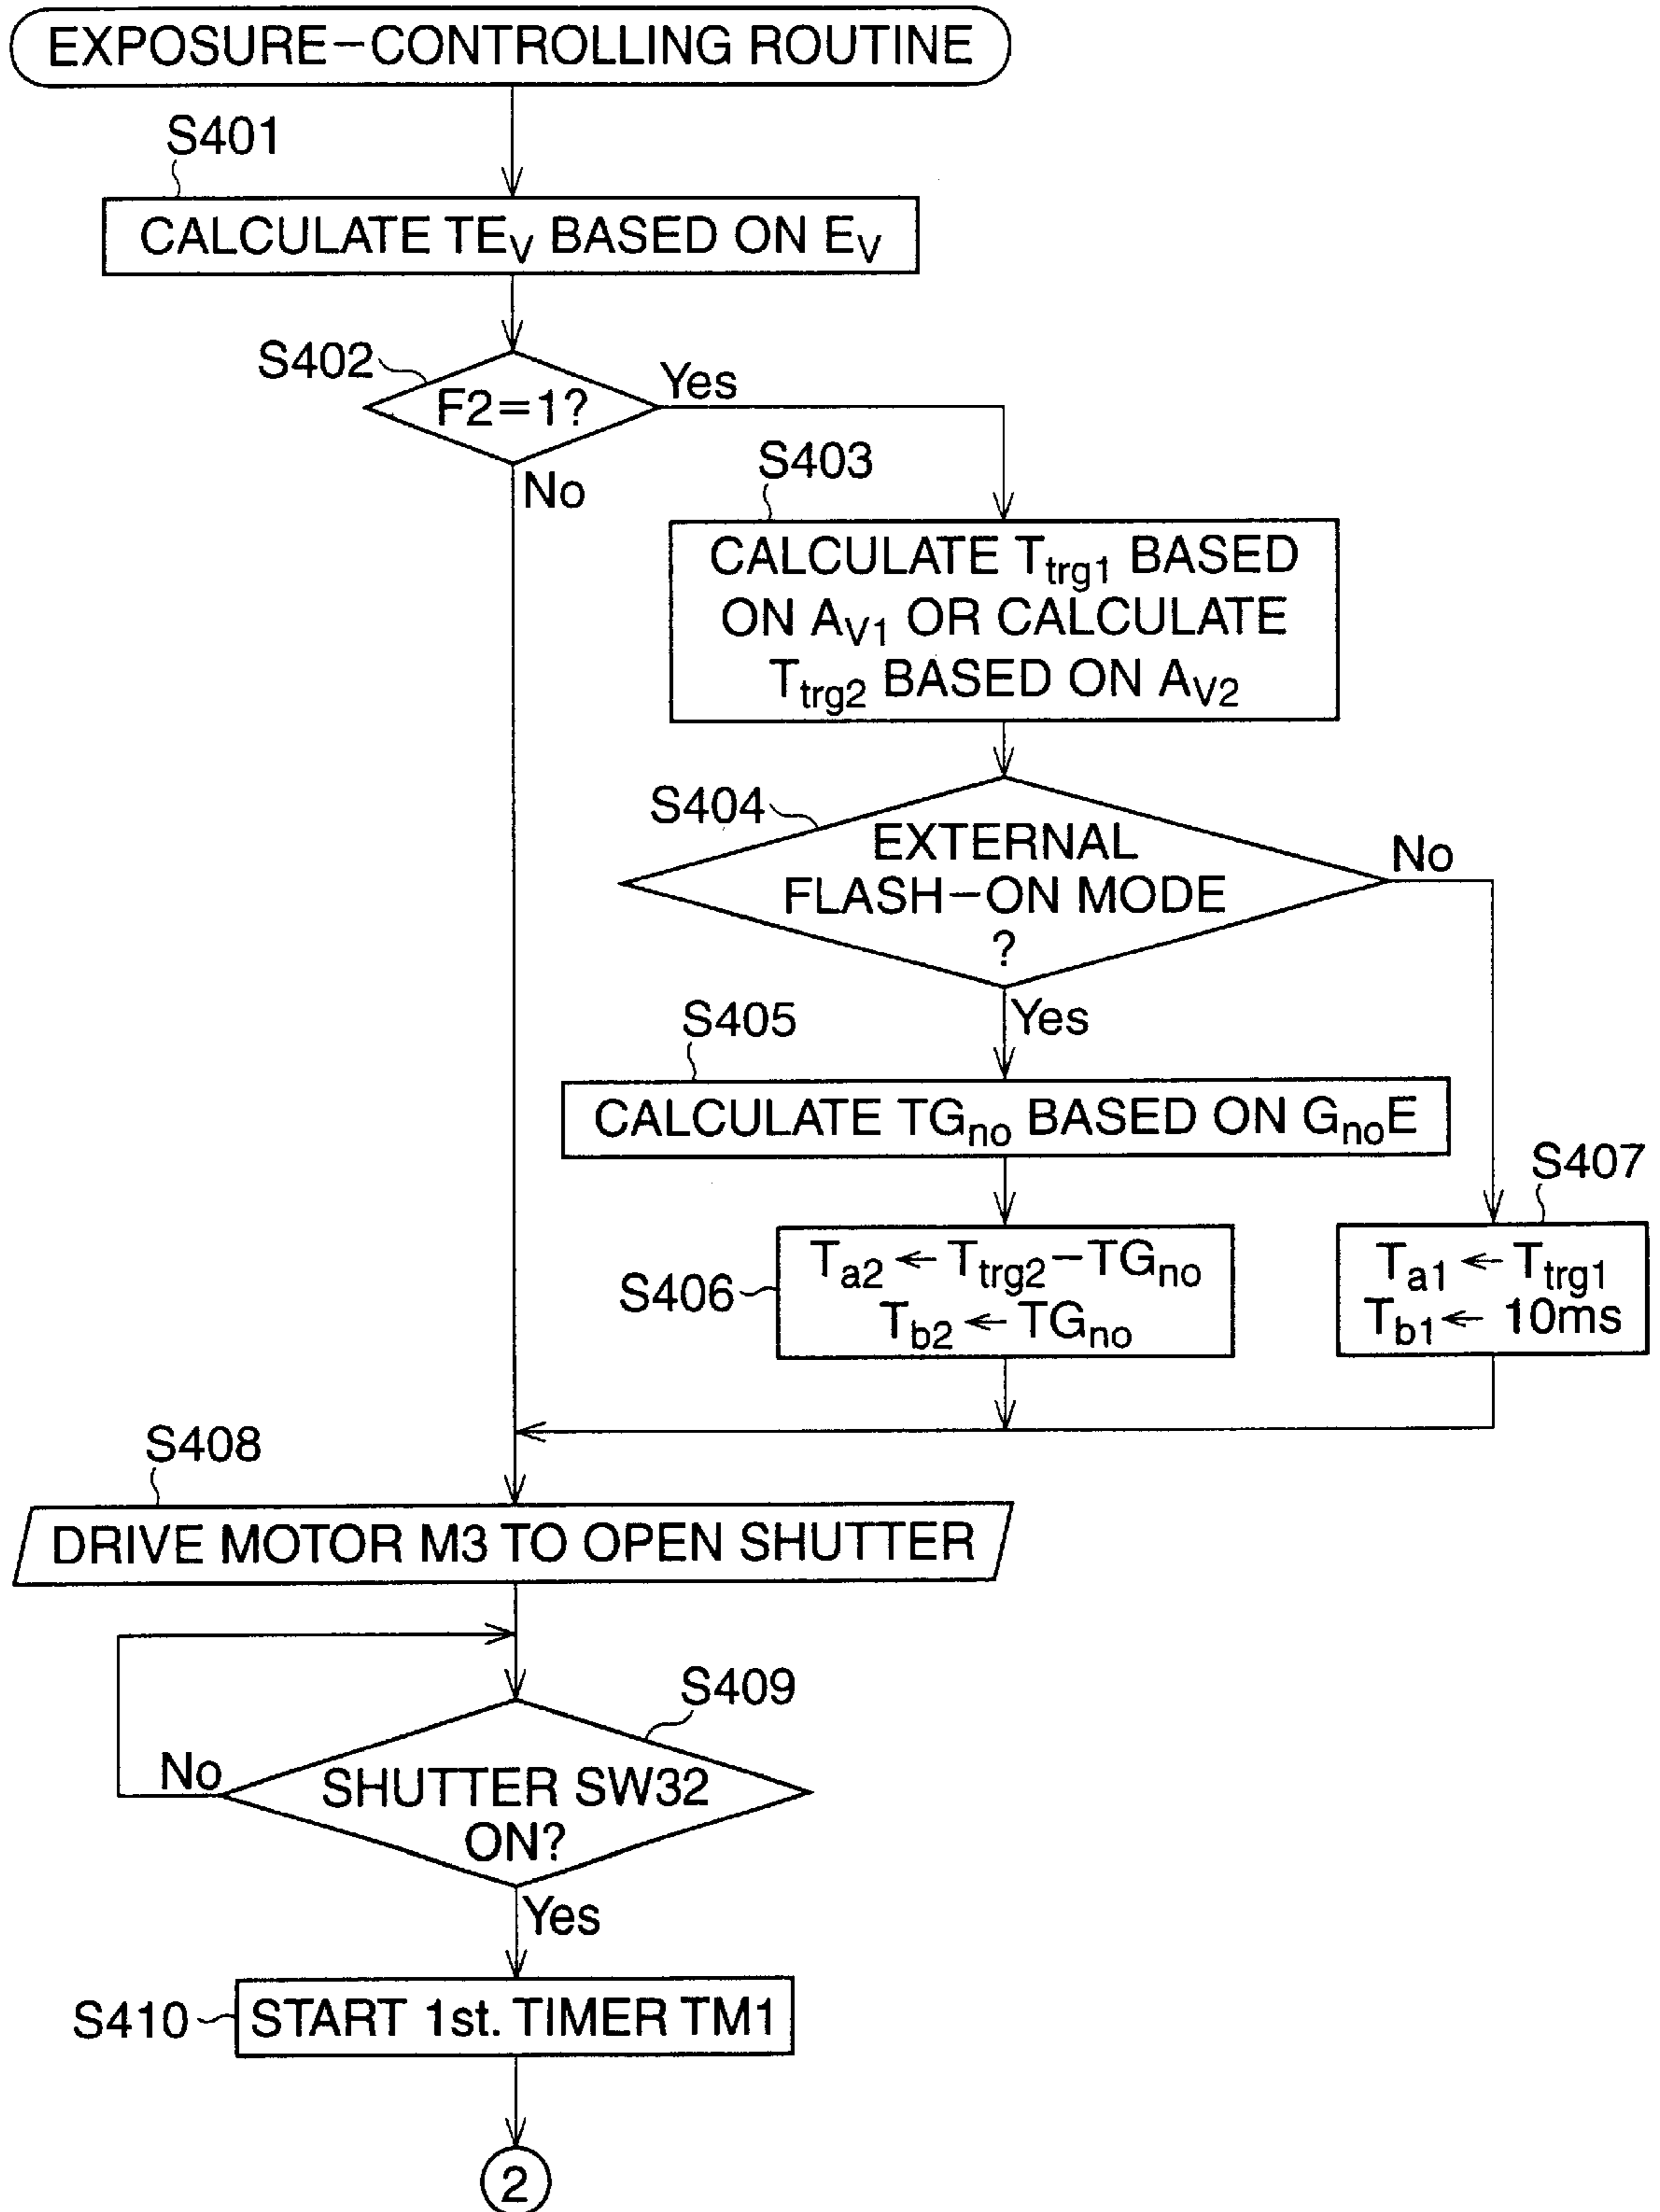 EXPOSURE-CONTROLLING ROUTINE
S401
CALCULATE TEV BASED ON EV
S402
F2=1?
Yes
No
S403
CALCULATE Ttrg1 BASED
ON AV1 OR CALCULATE
Ttrg2 BASED ON AV2
S404
EXTERNAL
FLASH-ON MODE
?
No
Yes
S405
CALCULATE TGno BASED ON GnoE
S406
Ta2 ← Ttrg2-TGno
Tb2 ← TGno
S407
Ta1 ← Ttrg1
Tb1 ← 10ms
S408
DRIVE MOTOR M3 TO OPEN SHUTTER
S409
SHUTTER SW32
ON?
No
Yes
S410
START 1st. TIMER TM1
2